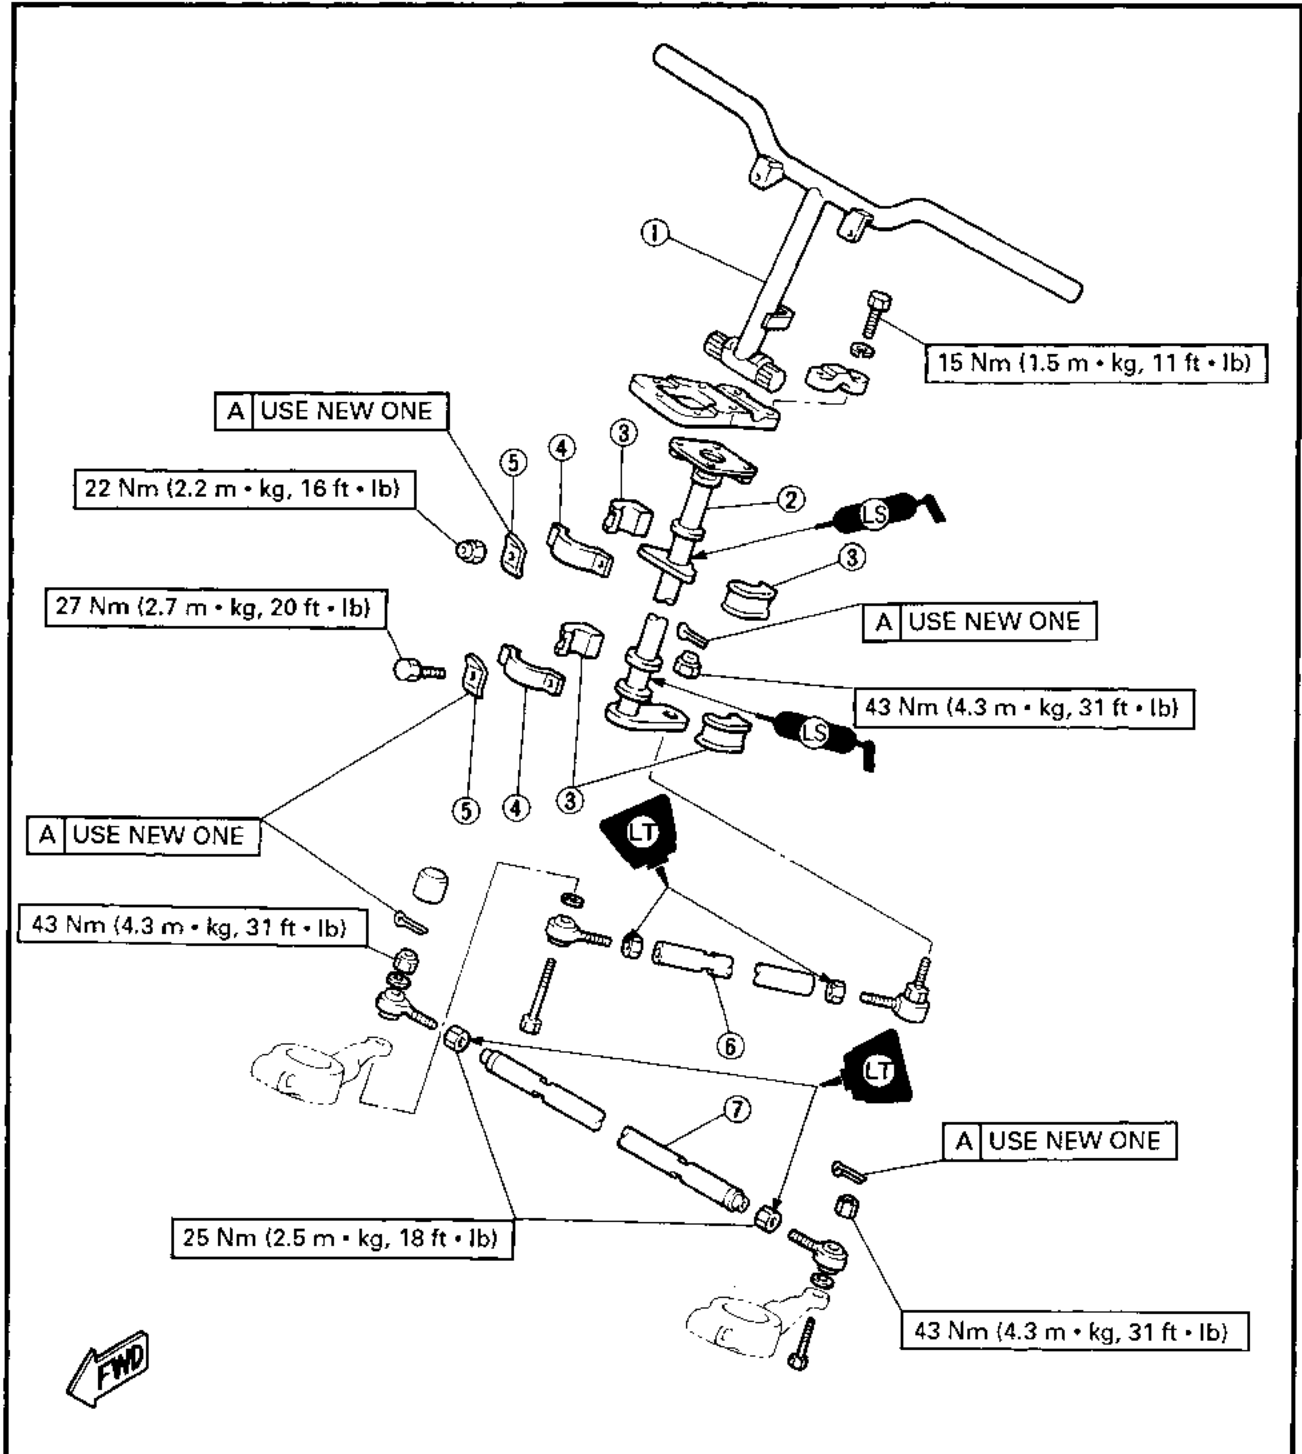 ①
15 Nm (1.5 m • kg, 11 ft • lb)
A USE NEW ONE
③
④
⑤
22 Nm (2.2 m • kg, 16 ft • lb)
②
LS
③
27 Nm (2.7 m • kg, 20 ft • lb)
A USE NEW ONE
43 Nm (4.3 m • kg, 31 ft • lb)
LS
⑤
④
③
A USE NEW ONE
LT
43 Nm (4.3 m • kg, 31 ft • lb)
⑥
LT
⑦
A USE NEW ONE
25 Nm (2.5 m • kg, 18 ft • lb)
43 Nm (4.3 m • kg, 31 ft • lb)
FWD